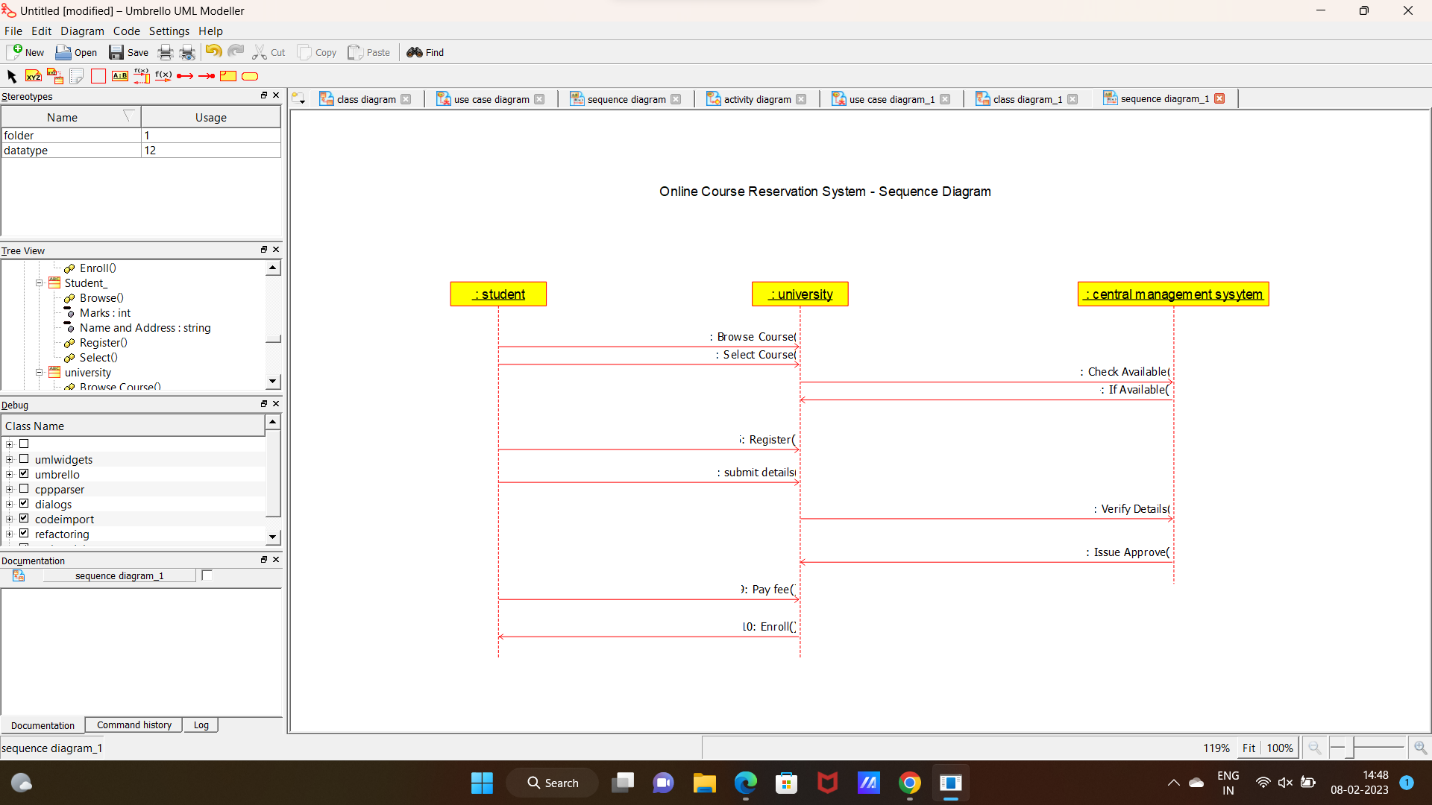 Untitled [modified] – Umbrello UML Modeller
File Edit Diagram Code Settings Help
New Open Save Cut Copy Paste Find
Stereotypes
Name Usage
folder 1
datatype 12
Tree View
Enroll()
Student_
Browse()
Marks : int
Name and Address : string
Register()
Select()
university
Browse Course()
Debug
Class Name
umlwidgets
umbrello
cppparser
dialogs
codeimport
refactoring
Documentation
sequence diagram_1
Documentation Command history Log
sequence diagram_1
class diagram use case diagram sequence diagram activity diagram use case diagram_1 class diagram_1 sequence diagram_1
Online Course Reservation System - Sequence Diagram
: student : university : central management sysytem
: Browse Course(
: Select Course(
: Check Available(
: If Available(
: Register(
: submit details(
: Verify Details(
: Issue Approve(
: Pay fee()
10: Enroll()
119% Fit 100%
Search
ENG
IN
14:48
08-02-2023
1